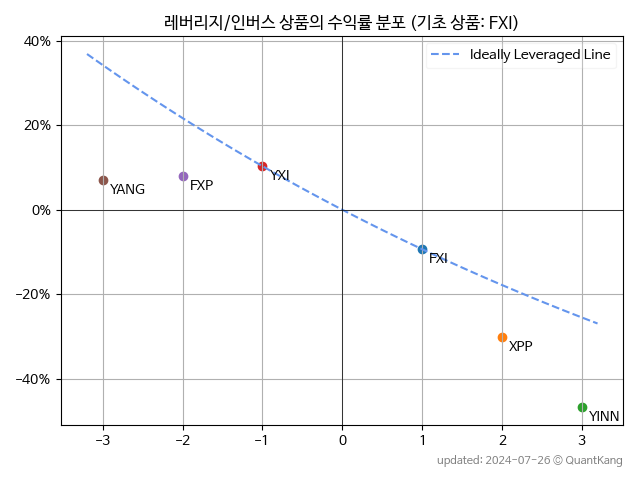 레버리지/인버스 상품의 수익률 분포 (기초 상품: FXI)
40%
Ideally Leveraged Line
20%
YXI
YANG
FXP
0%
FXI
−20%
XPP
−40%
YINN
−3 −2 −1 0 1 2 3
updated: 2024-07-26 © QuantKang